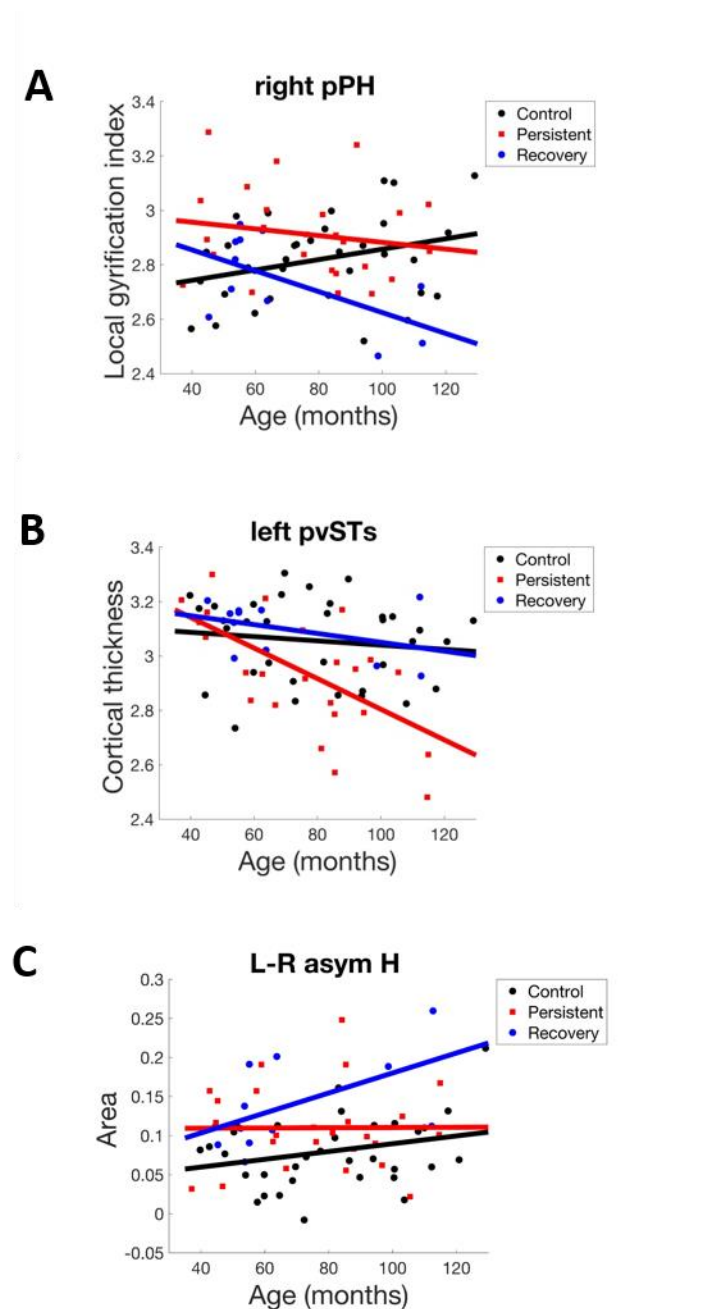 A
right pPH
Local gyrification index
3.4
3.2
3
2.8
2.6
2.4
40 60 80 100 120
Age (months)
Control
Persistent
Recovery
B
left pvSTs
Cortical thickness
3.4
3.2
3
2.8
2.6
2.4
40 60 80 100 120
Age (months)
Control
Persistent
Recovery
C
L-R asym H
Area
0.3
0.25
0.2
0.15
0.1
0.05
0
-0.05
40 60 80 100 120
Age (months)
Control
Persistent
Recovery